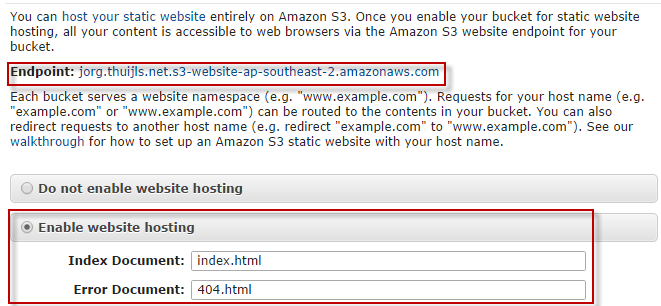 You can host your static website entirely on Amazon S3. Once you enable your bucket for static website
hosting, all your content is accessible to web browsers via the Amazon S3 website endpoint for your
bucket.
Endpoint: jorg.thuijls.net.s3-website-ap-southeast-2.amazonaws.com
Each bucket serves a website namespace (e.g. "www.example.com"). Requests for your host name (e.g.
"example.com" or "www.example.com") can be routed to the contents in your bucket. You can also
redirect requests to another host name (e.g. redirect "example.com" to "www.example.com"). See our
walkthrough for how to set up an Amazon S3 static website with your host name.
Do not enable website hosting
Enable website hosting
Index Document: index.html
Error Document: 404.html